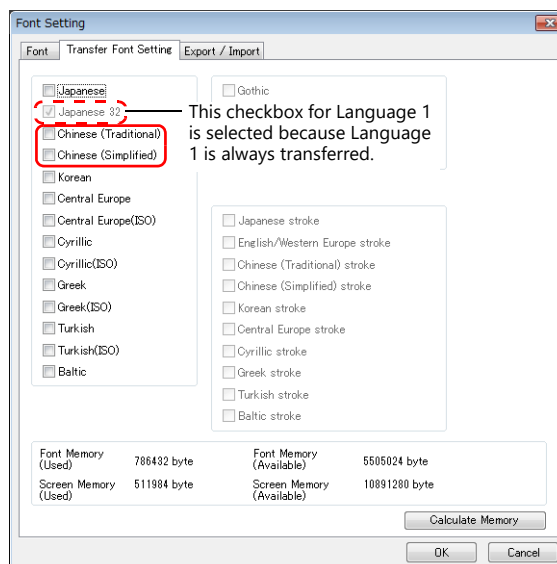 Font Setting
Font
Transfer Font Setting
Export / Import
Japanese
Japanese 32
Chinese (Traditional)
Chinese (Simplified)
Korean
Central Europe
Central Europe(ISO)
Cyrillic
Cyrillic(ISO)
Greek
Greek(ISO)
Turkish
Turkish(ISO)
Baltic
Gothic
This checkbox for Language 1
is selected because Language
1 is always transferred.
Japanese stroke
English/Western Europe stroke
Chinese (Traditional) stroke
Chinese (Simplified) stroke
Korean stroke
Central Europe stroke
Cyrillic stroke
Greek stroke
Turkish stroke
Baltic stroke
Font Memory
(Used)
786432 byte
Font Memory
(Available)
5505024 byte
Screen Memory
(Used)
511984 byte
Screen Memory
(Available)
10891280 byte
Calculate Memory
OK
Cancel